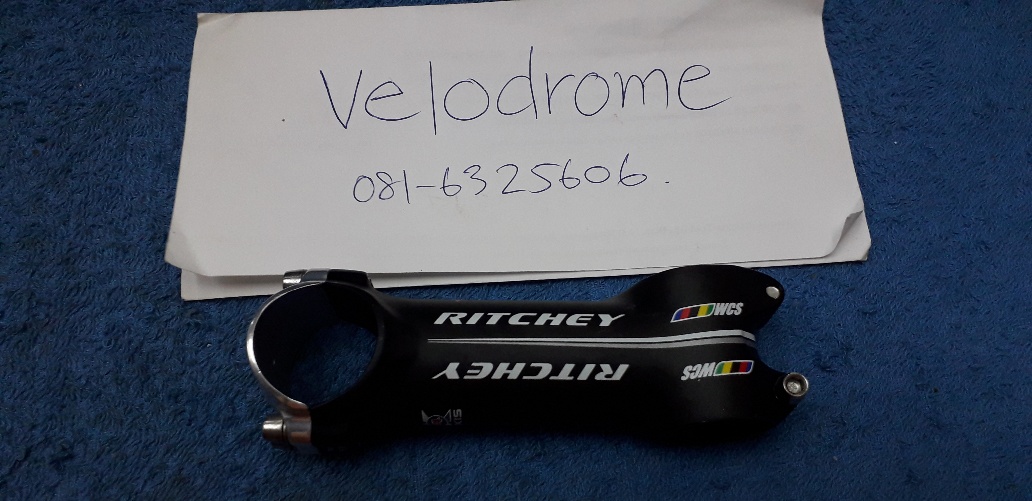 Velodrome
081-6325606.
RITCHEY WCS
RITCHEY WCS